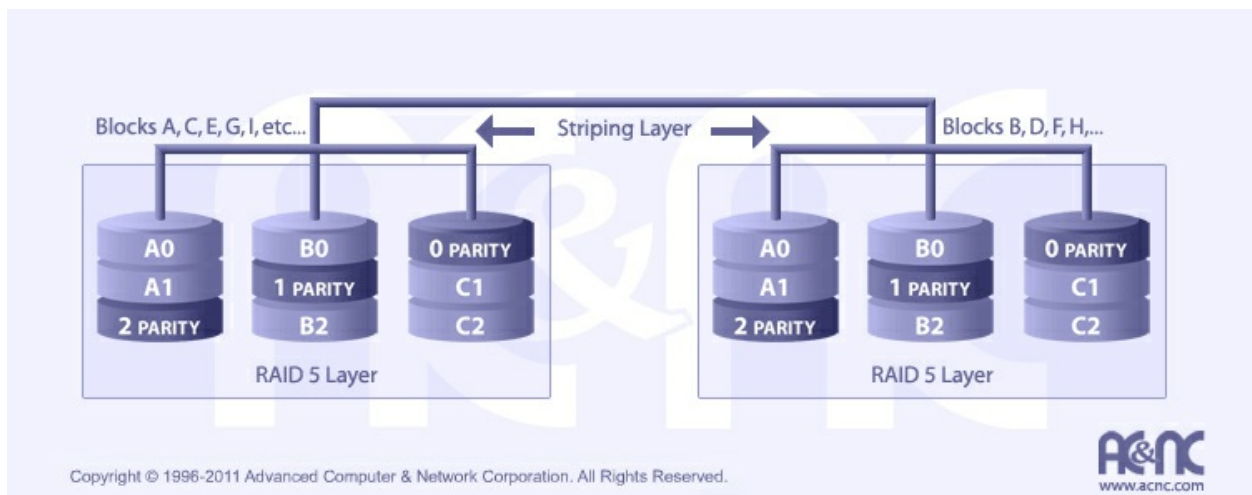 Blocks A, C, E, G, I, etc...
Striping Layer
Blocks B, D, F, H,...
A0
B0
0 PARITY
A1
1 PARITY
C1
2 PARITY
B2
C2
RAID 5 Layer
A0
B0
0 PARITY
A1
1 PARITY
C1
2 PARITY
B2
C2
RAID 5 Layer
AC&NC
www.acnc.com
Copyright © 1996-2011 Advanced Computer & Network Corporation. All Rights Reserved.